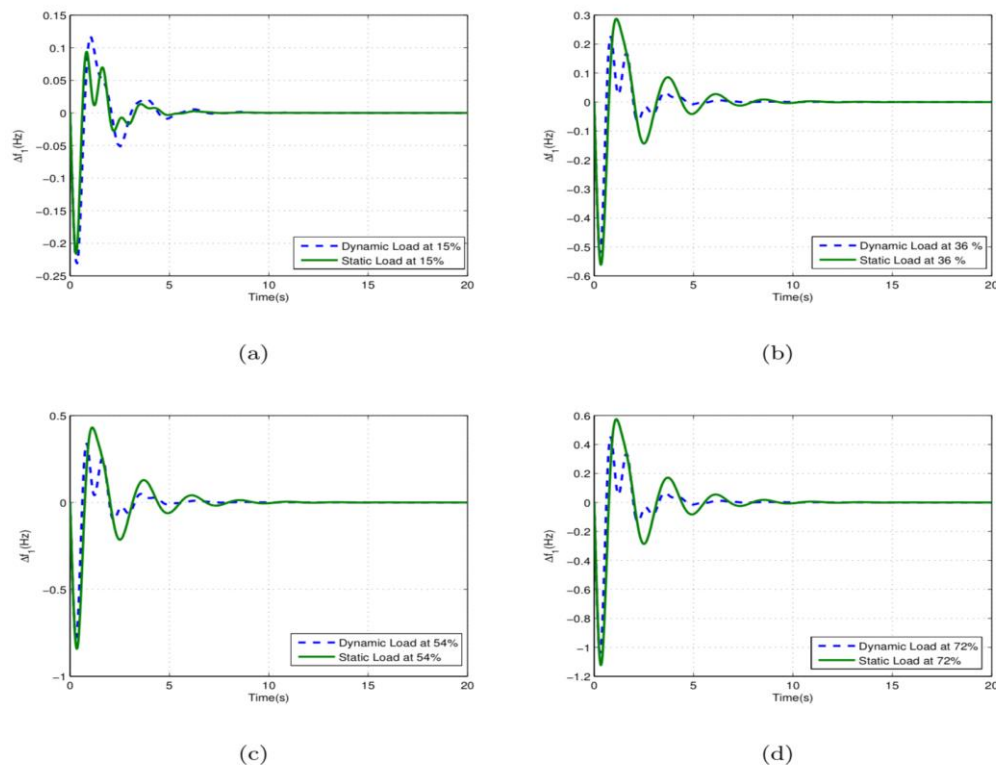 0.15
0.1
0.05
0
−0.05
−0.1
−0.15
−0.2
−0.25
Δf1(Hz)
0 5 10 15 20
Time(s)
Dynamic Load at 15%
Static Load at 15%
(a)
0.3
0.2
0.1
0
−0.1
−0.2
−0.3
−0.4
−0.5
−0.6
Δf1(Hz)
0 5 10 15 20
Time(s)
Dynamic Load at 36 %
Static Load at 36 %
(b)
0.5
0
−0.5
−1
Δf1(Hz)
0 5 10 15 20
Time(s)
Dynamic Load at 54%
Static Load at 54%
(c)
0.6
0.4
0.2
0
−0.2
−0.4
−0.6
−0.8
−1
−1.2
Δf1(Hz)
0 5 10 15 20
Time(s)
Dynamic Load at 72%
Static Load at 72%
(d)